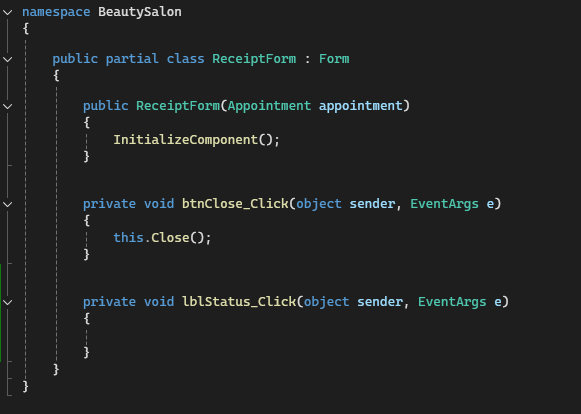 namespace BeautySalon
{
public partial class ReceiptForm : Form
{
public ReceiptForm(Appointment appointment)
{
InitializeComponent();
}
private void btnClose_Click(object sender, EventArgs e)
{
this.Close();
}
private void lblStatus_Click(object sender, EventArgs e)
{
}
}
}